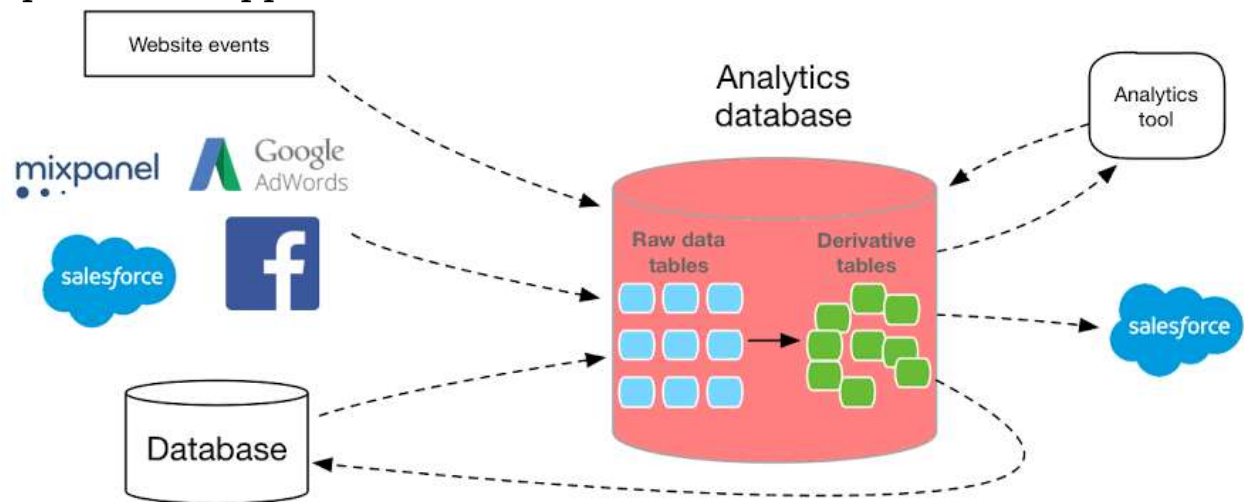 Website events
mixpanel
Google
AdWords
salesforce
f
Database
Analytics
database
Raw data
tables
Derivative
tables
Analytics
tool
salesforce